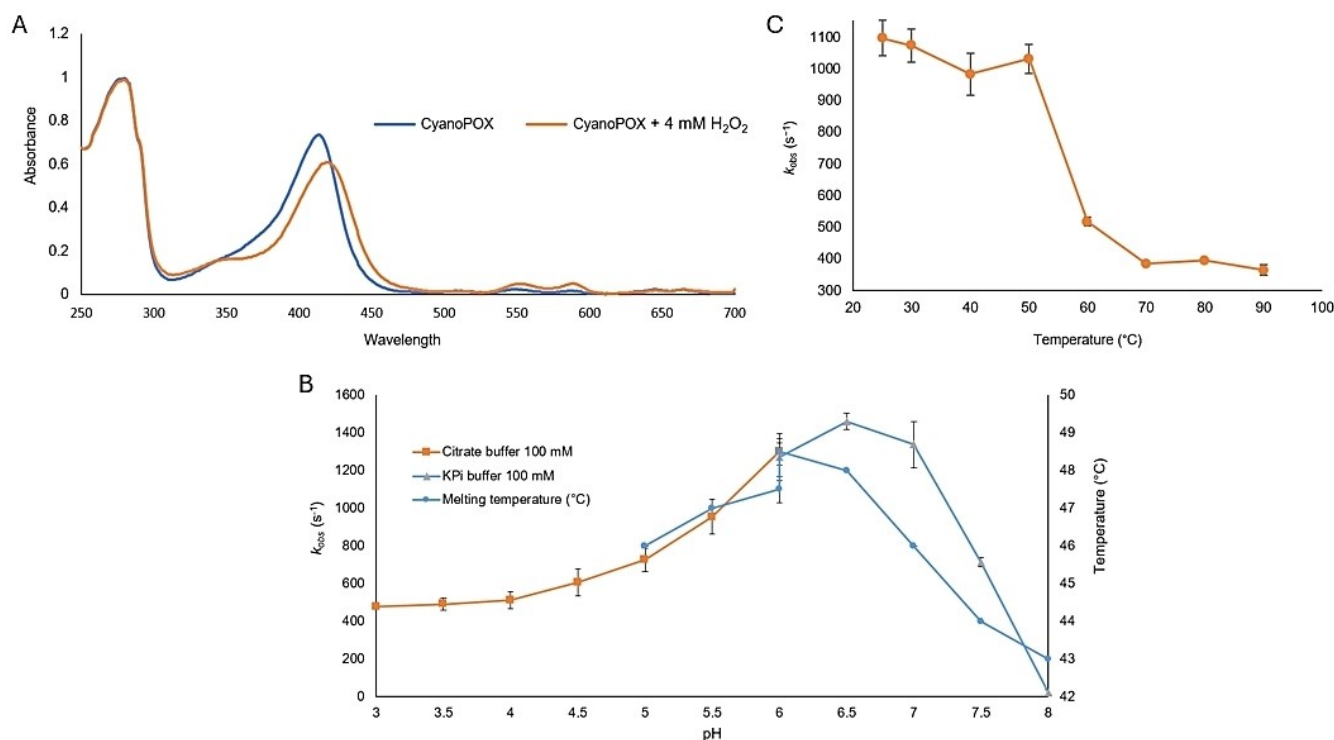 A
1.2
1
0.8
0.6
0.4
0.2
0
Absorbance
CyanoPOX
CyanoPOX + 4 mM H₂O₂
250 300 350 400 450 500 550 600 650 700
Wavelength
C
1100
1000
900
800
700
600
500
400
300
k_obs (s⁻¹)
20 30 40 50 60 70 80 90 100
Temperature (°C)
B
1600
1400
1200
1000
800
600
400
200
0
k_obs (s⁻¹)
Citrate buffer 100 mM
KPi buffer 100 mM
Melting temperature (°C)
50
49
48
47
46
45
44
43
42
Temperature (°C)
3 3.5 4 4.5 5 5.5 6 6.5 7 7.5 8
pH